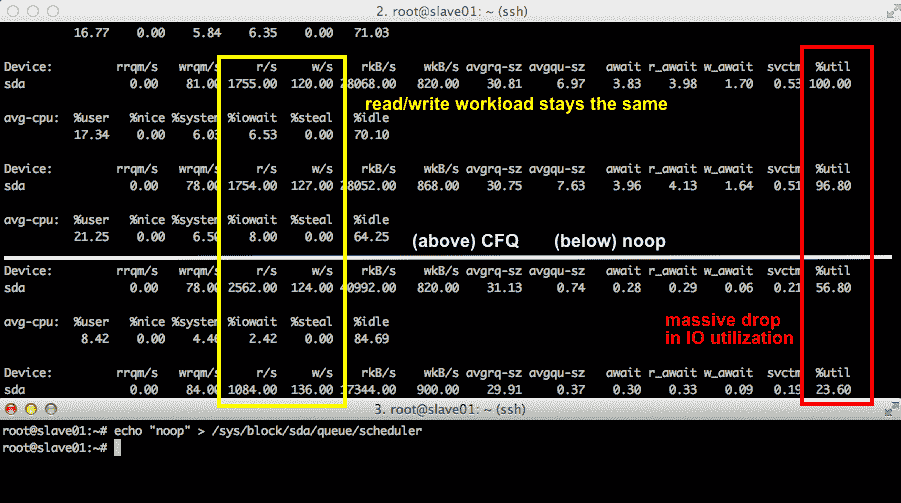 2. root@slave01: ~ (ssh)
16.77 0.00 5.84 6.35 0.00 71.03
Device: rrqm/s wrqm/s r/s w/s rkB/s wkB/s avgrq-sz avgqu-sz await r_await w_await svctm %util
sda 0.00 81.00 1755.00 120.00 28068.00 820.00 30.81 6.97 3.83 3.98 1.70 0.53 100.00
read/write workload stays the same
avg-cpu: %user %nice %system %iowait %steal %idle
17.34 0.00 6.03 6.53 0.00 70.10
Device: rrqm/s wrqm/s r/s w/s rkB/s wkB/s avgrq-sz avgqu-sz await r_await w_await svctm %util
sda 0.00 78.00 1754.00 127.00 28052.00 868.00 30.75 7.63 3.96 4.13 1.64 0.51 96.80
avg-cpu: %user %nice %system %iowait %steal %idle
21.25 0.00 6.50 8.00 0.00 64.25
(above) CFQ (below) noop
Device: rrqm/s wrqm/s r/s w/s rkB/s wkB/s avgrq-sz avgqu-sz await r_await w_await svctm %util
sda 0.00 78.00 2562.00 124.00 40992.00 820.00 31.13 0.74 0.28 0.29 0.06 0.21 56.80
avg-cpu: %user %nice %system %iowait %steal %idle
8.42 0.00 4.46 2.42 0.00 84.69
massive drop
in IO utilization
Device: rrqm/s wrqm/s r/s w/s rkB/s wkB/s avgrq-sz avgqu-sz await r_await w_await svctm %util
sda 0.00 84.00 1084.00 136.00 17344.00 900.00 29.91 0.37 0.30 0.33 0.09 0.19 23.60
3. root@slave01: ~ (ssh)
root@slave01:~# echo "noop" > /sys/block/sda/queue/scheduler
root@slave01:~#